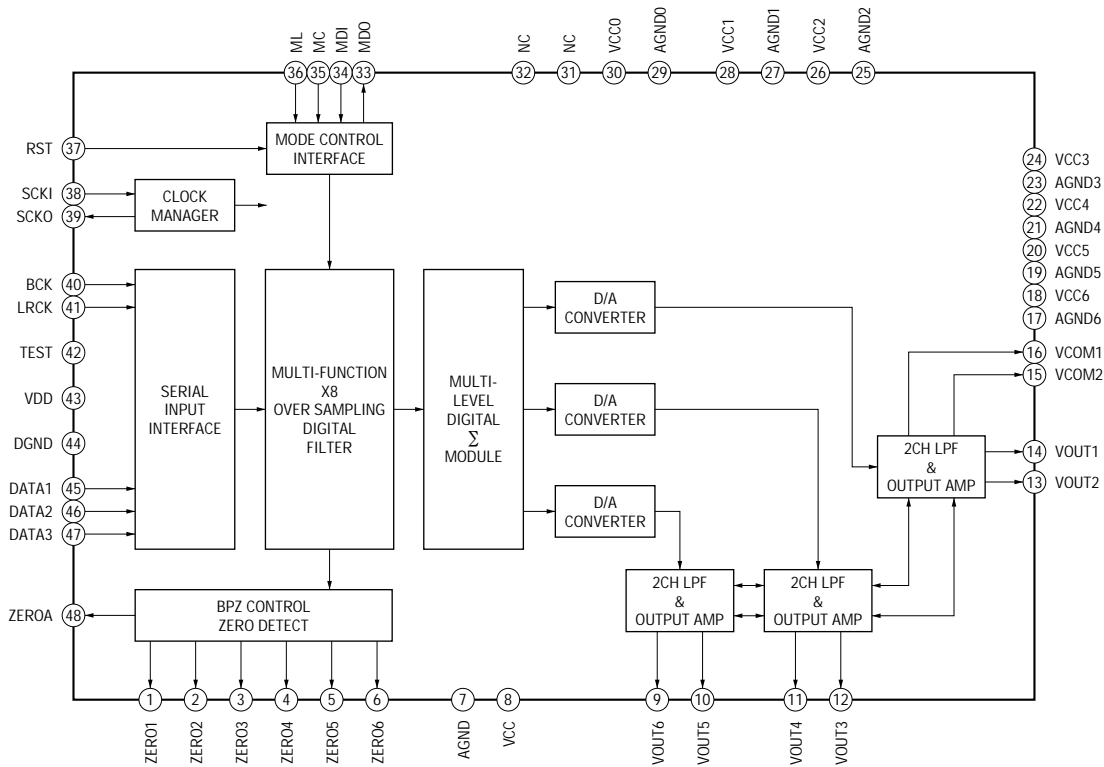 ML
MC
MDI
MDO
NC
NC
VCC0
AGND0
VCC1
AGND1
VCC2
AGND2
36
35
34
33
32
31
30
29
28
27
26
25
RST
37
MODE CONTROL
INTERFACE
SCKI
38
SCKO
39
CLOCK
MANAGER
24
VCC3
23
AGND3
22
VCC4
21
AGND4
20
VCC5
19
AGND5
18
VCC6
17
AGND6
16
VCOM1
15
VCOM2
14
VOUT1
13
VOUT2
BCK
40
LRCK
41
TEST
42
VDD
43
DGND
44
DATA1
45
DATA2
46
DATA3
47
ZEROA
48
SERIAL
INPUT
INTERFACE
MULTI-FUNCTION
X8
OVER SAMPLING
DIGITAL
FILTER
MULTI-
LEVEL
DIGITAL
Σ
MODULE
D/A
CONVERTER
D/A
CONVERTER
D/A
CONVERTER
2CH LPF
&
OUTPUT AMP
2CH LPF
&
OUTPUT AMP
2CH LPF
&
OUTPUT AMP
BPZ CONTROL
ZERO DETECT
1
2
3
4
5
6
7
8
9
10
11
12
ZERO1
ZERO2
ZERO3
ZERO4
ZERO5
ZERO6
AGND
VCC
VOUT6
VOUT5
VOUT4
VOUT3